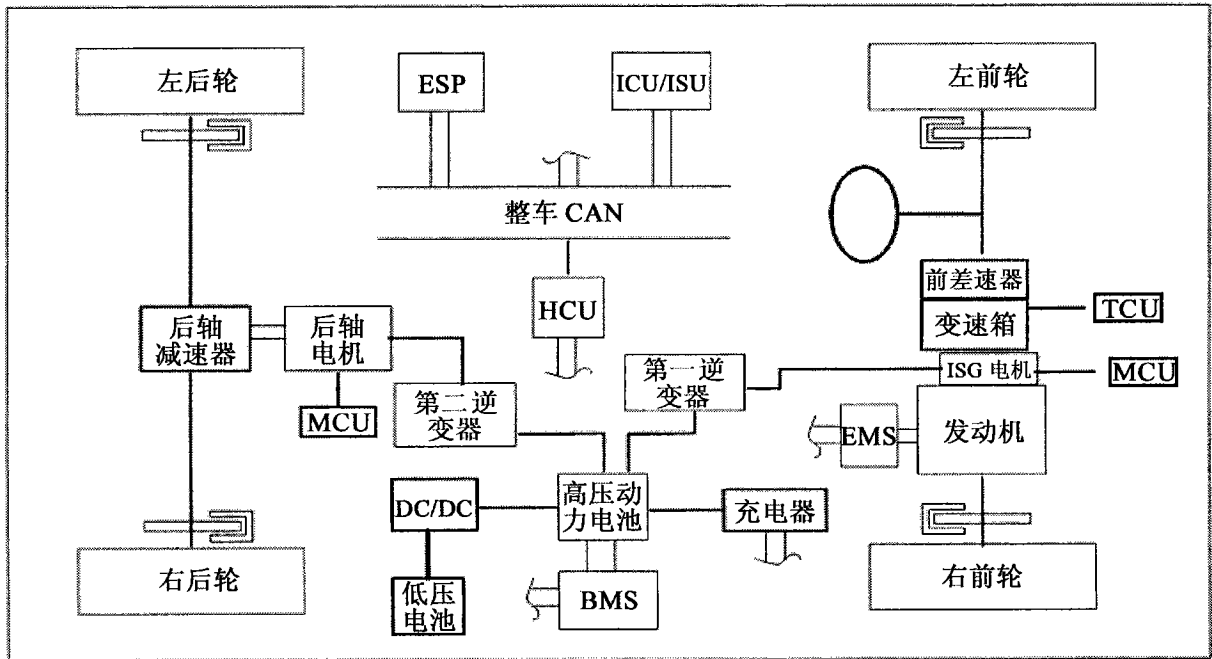 左后轮
ESP
ICU/ISU
左前轮
整车 CAN
前差速器
变速箱
TCU
HCU
后轴
减速器
后轴
电机
第一逆
变器
ISG 电机
MCU
MCU
第二逆
变器
EMS
发动机
DC/DC
高压动
力电池
充电器
右后轮
低压
电池
BMS
右前轮